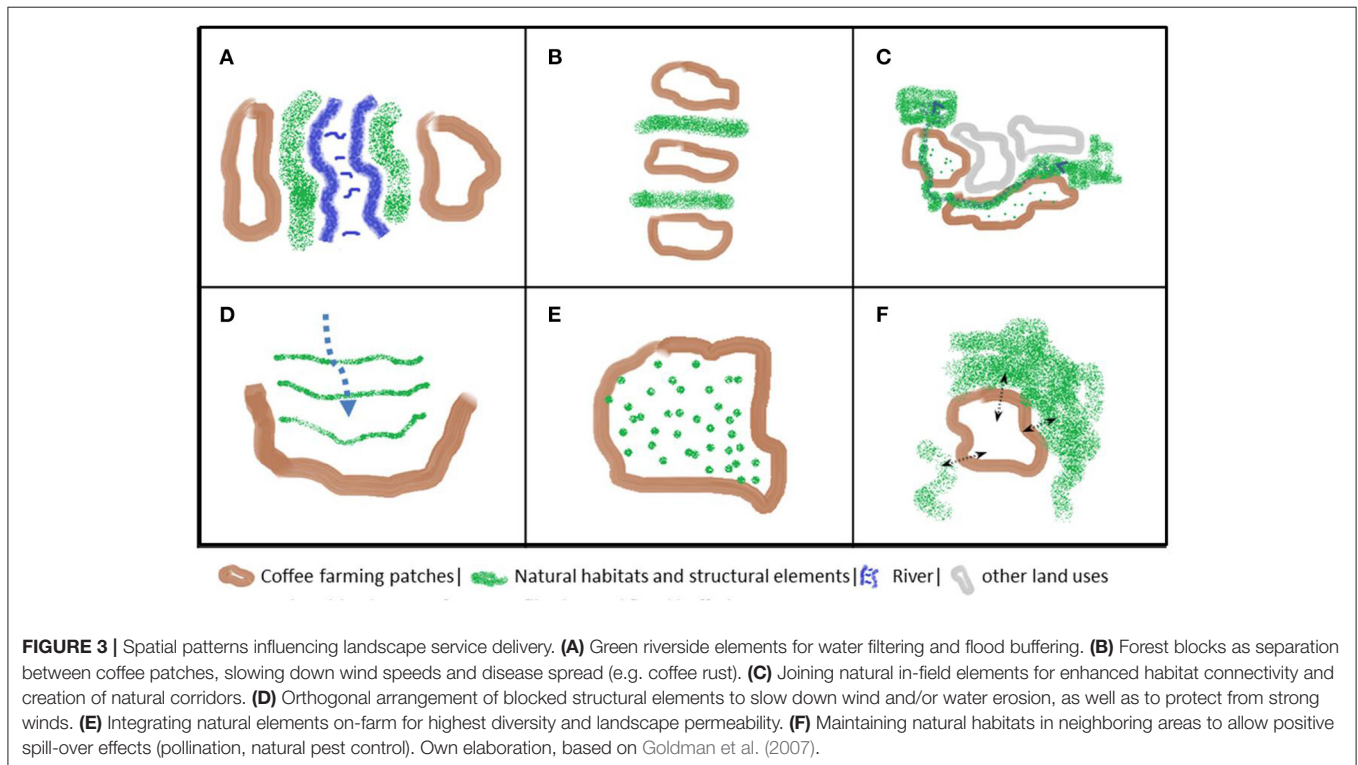 A
B
C
D
E
F
Coffee farming patches| Natural habitats and structural elements| River| other land uses
FIGURE 3 | Spatial patterns influencing landscape service delivery. (A) Green riverside elements for water filtering and flood buffering. (B) Forest blocks as separation
between coffee patches, slowing down wind speeds and disease spread (e.g. coffee rust). (C) Joining natural in-field elements for enhanced habitat connectivity and
creation of natural corridors. (D) Orthogonal arrangement of blocked structural elements to slow down wind and/or water erosion, as well as to protect from strong
winds. (E) Integrating natural elements on-farm for highest diversity and landscape permeability. (F) Maintaining natural habitats in neighboring areas to allow positive
spill-over effects (pollination, natural pest control). Own elaboration, based on Goldman et al. (2007).